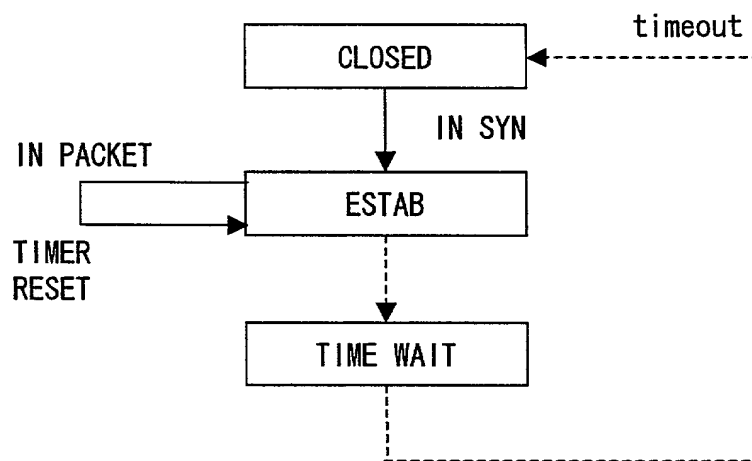 timeout
CLOSED
IN SYN
IN PACKET
ESTAB
TIMER
RESET
TIME WAIT